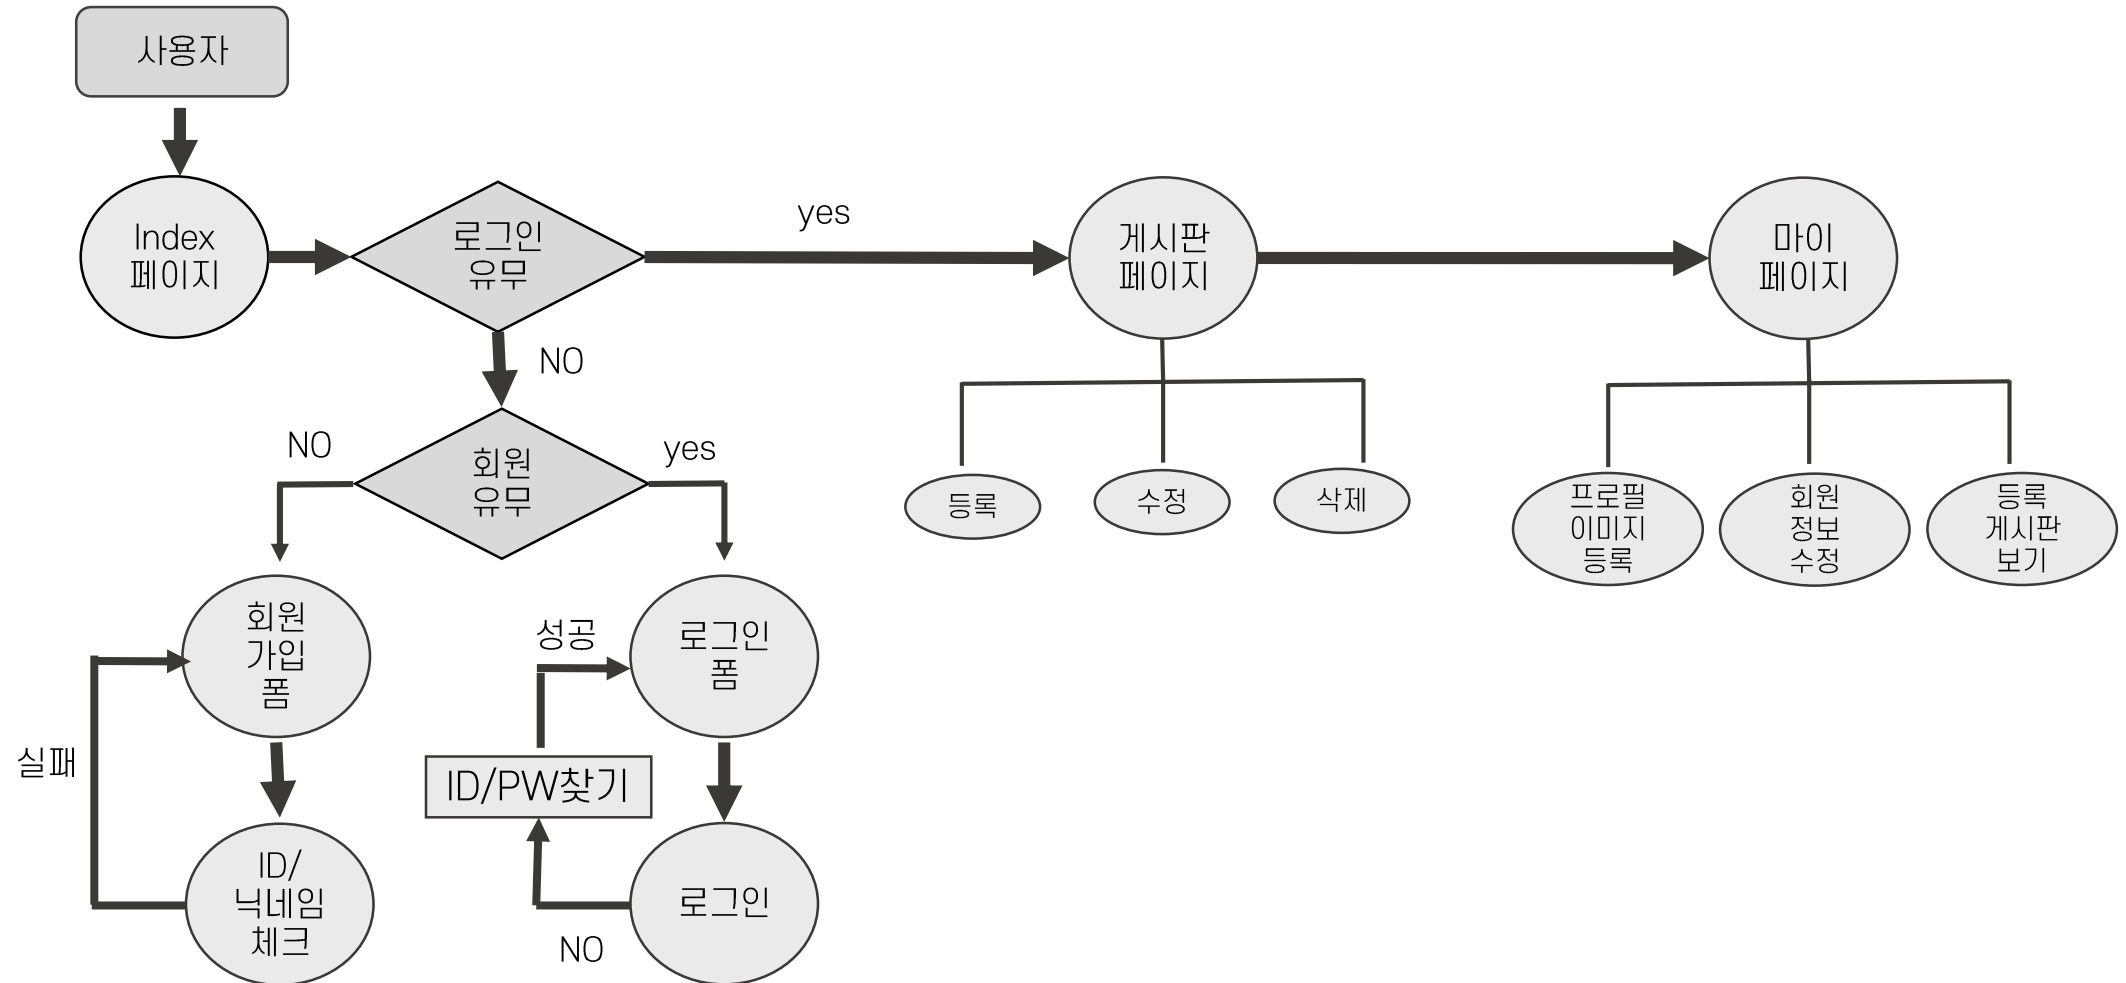 사용자
Index
페이지
로그인
유무
yes
게시판
페이지
마이
페이지
NO
NO
회원
유무
yes
등록
수정
삭제
프로필
이미지
등록
회원
정보
수정
등록
게시판
보기
회원
가입
폼
성공
로그인
폼
실패
ID/PW찾기
ID/
닉네임
체크
로그인
NO